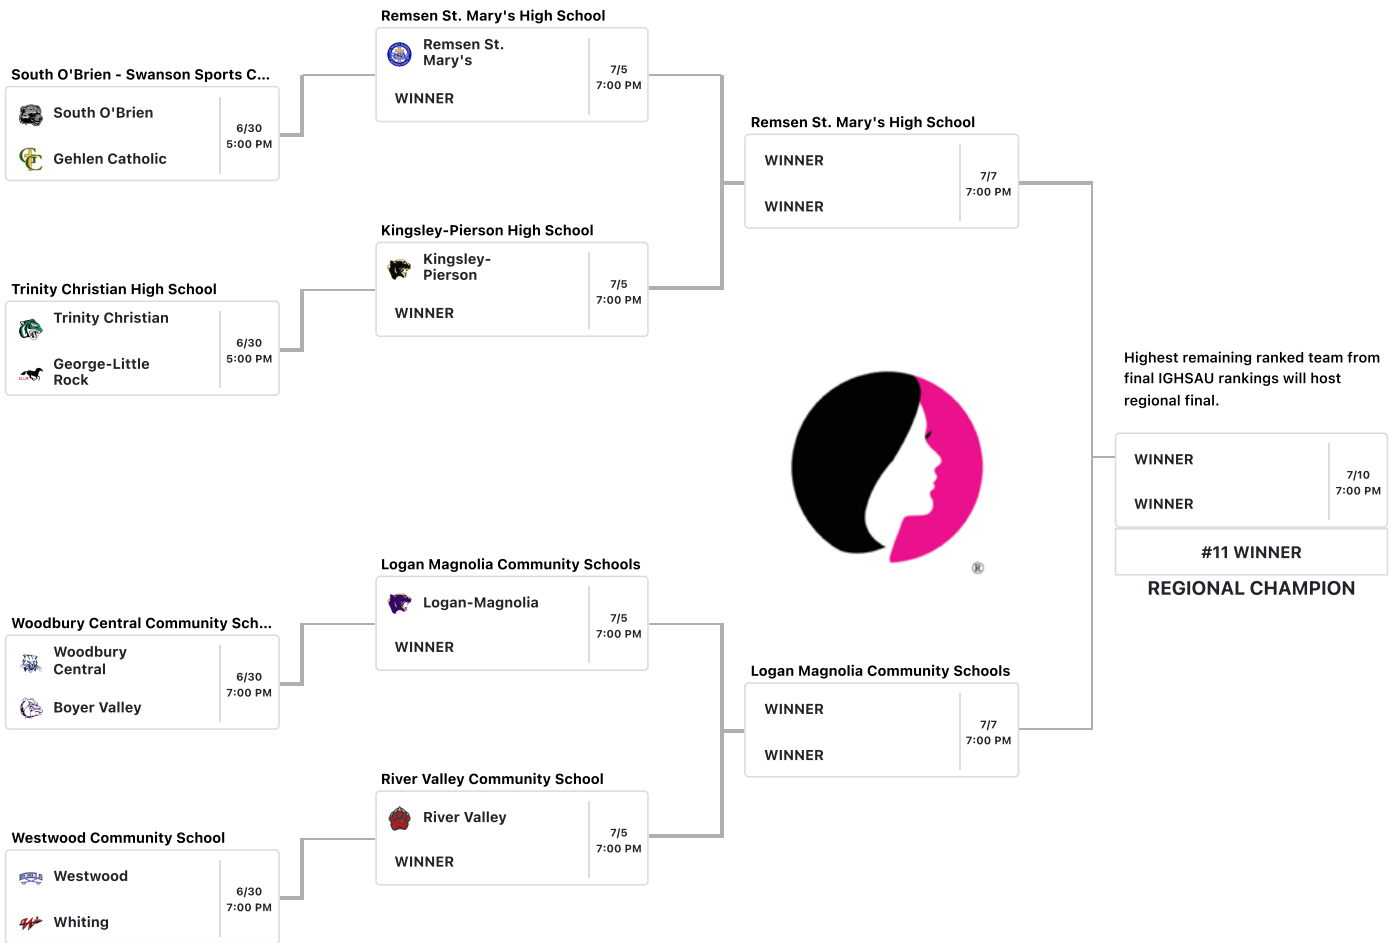 Remsen St. Mary's High School
Remsen St.
Mary's
7/5
7:00 PM
WINNER
South O'Brien - Swanson Sports C...
South O'Brien
6/30
5:00 PM
Gehlen Catholic
Remsen St. Mary's High School
WINNER
7/7
7:00 PM
WINNER
Kingsley-Pierson High School
Kingsley-
Pierson
7/5
7:00 PM
WINNER
Trinity Christian High School
Trinity Christian
6/30
5:00 PM
George-Little
Rock
Highest remaining ranked team from
final IGHSAU rankings will host
regional final.
WINNER
7/10
7:00 PM
WINNER
#11 WINNER
REGIONAL CHAMPION
®
Logan Magnolia Community Schools
Logan-Magnolia
7/5
7:00 PM
WINNER
Woodbury Central Community Sch...
Woodbury
Central
6/30
7:00 PM
Boyer Valley
Logan Magnolia Community Schools
WINNER
7/7
7:00 PM
WINNER
River Valley Community School
River Valley
7/5
7:00 PM
WINNER
Westwood Community School
Westwood
6/30
7:00 PM
REBELS
Whiting